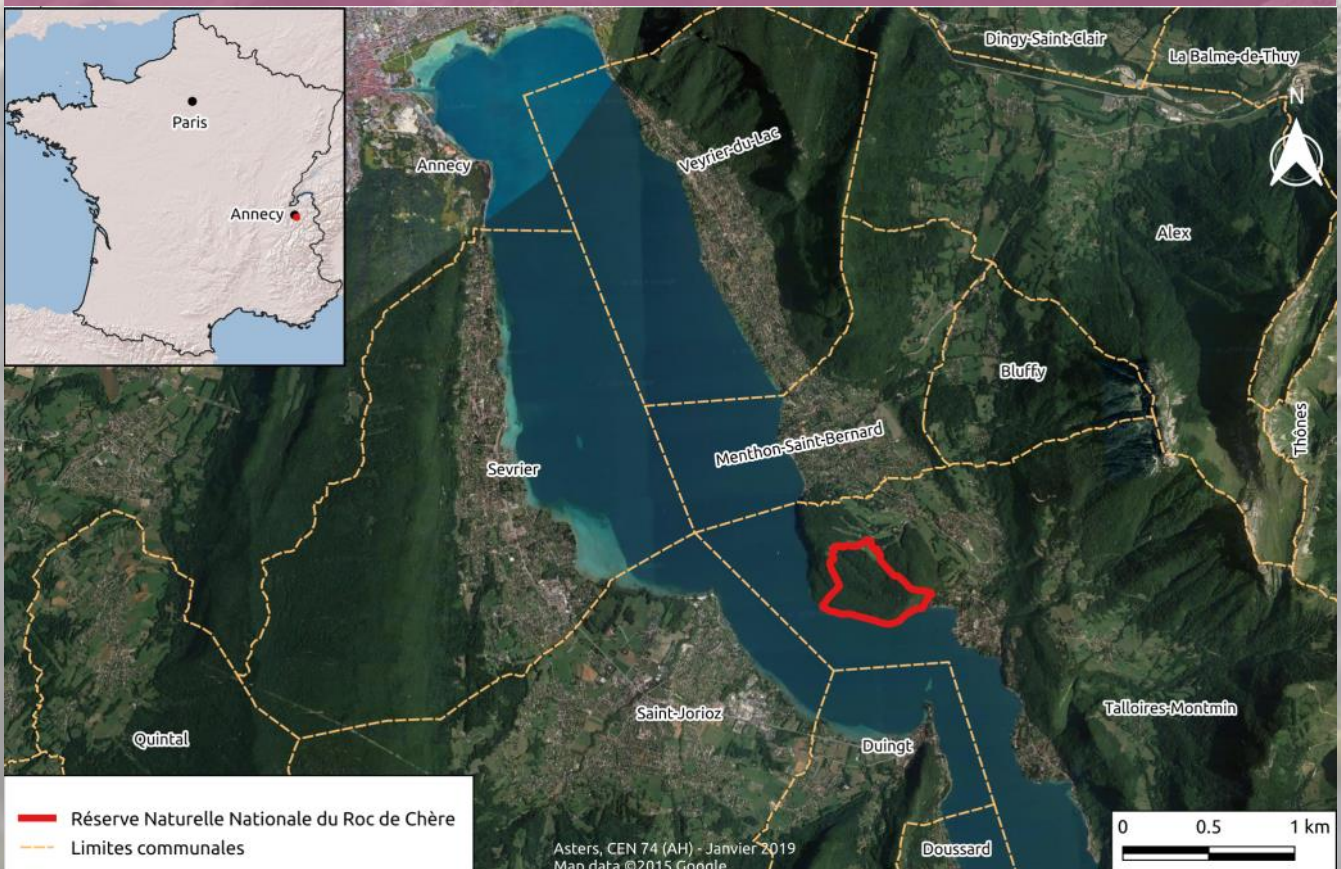 Paris
Annecy
Dingy-Saint-Clair
La Balme-de-Thuy
N
Veyrier-du-Lac
Annecy
Alex
Bluffy
Thônes
Menthon-Saint-Bernard
Sevrier
Talloires-Montmin
Saint-Jorioz
Quintal
Duingt
Doussard
Réserve Naturelle Nationale du Roc de Chère
Limites communales
Asters, CEN 74 (AH) - Janvier 2019
Map data ©2015 Google
0 0.5 1 km